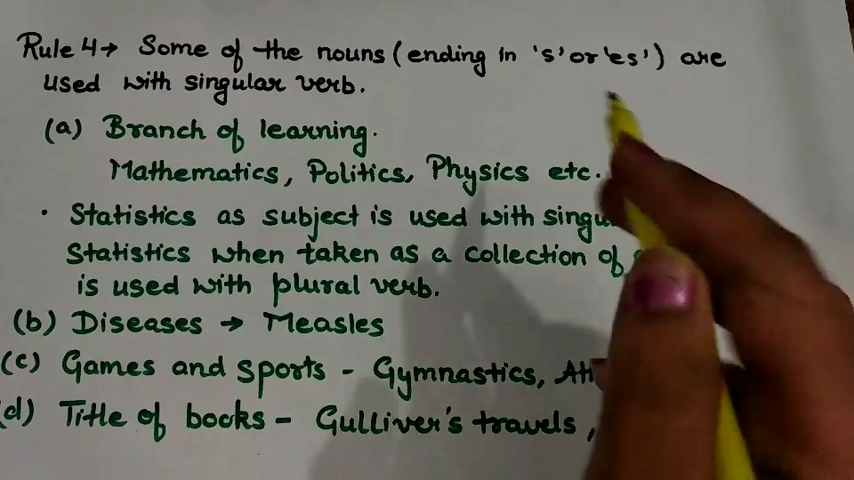 Rule 4→ Some of the nouns (ending in 's' or 'es') are
used with singular verb.
(a) Branch of learning.
Mathematics, Politics, Physics etc.
• Statistics as subject is used with
Statistics when taken as a collection of
is used with plural verb.
(b) Diseases → Measles
(c) Games and sports - Gymnastics,
(d) Title of books - Gulliver's travels,